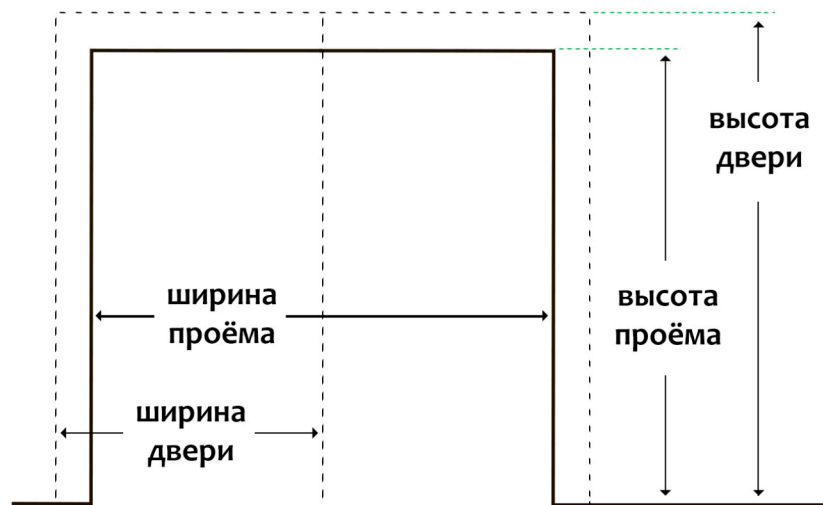 высота
двери
ширина
проёма
высота
проёма
ширина
двери